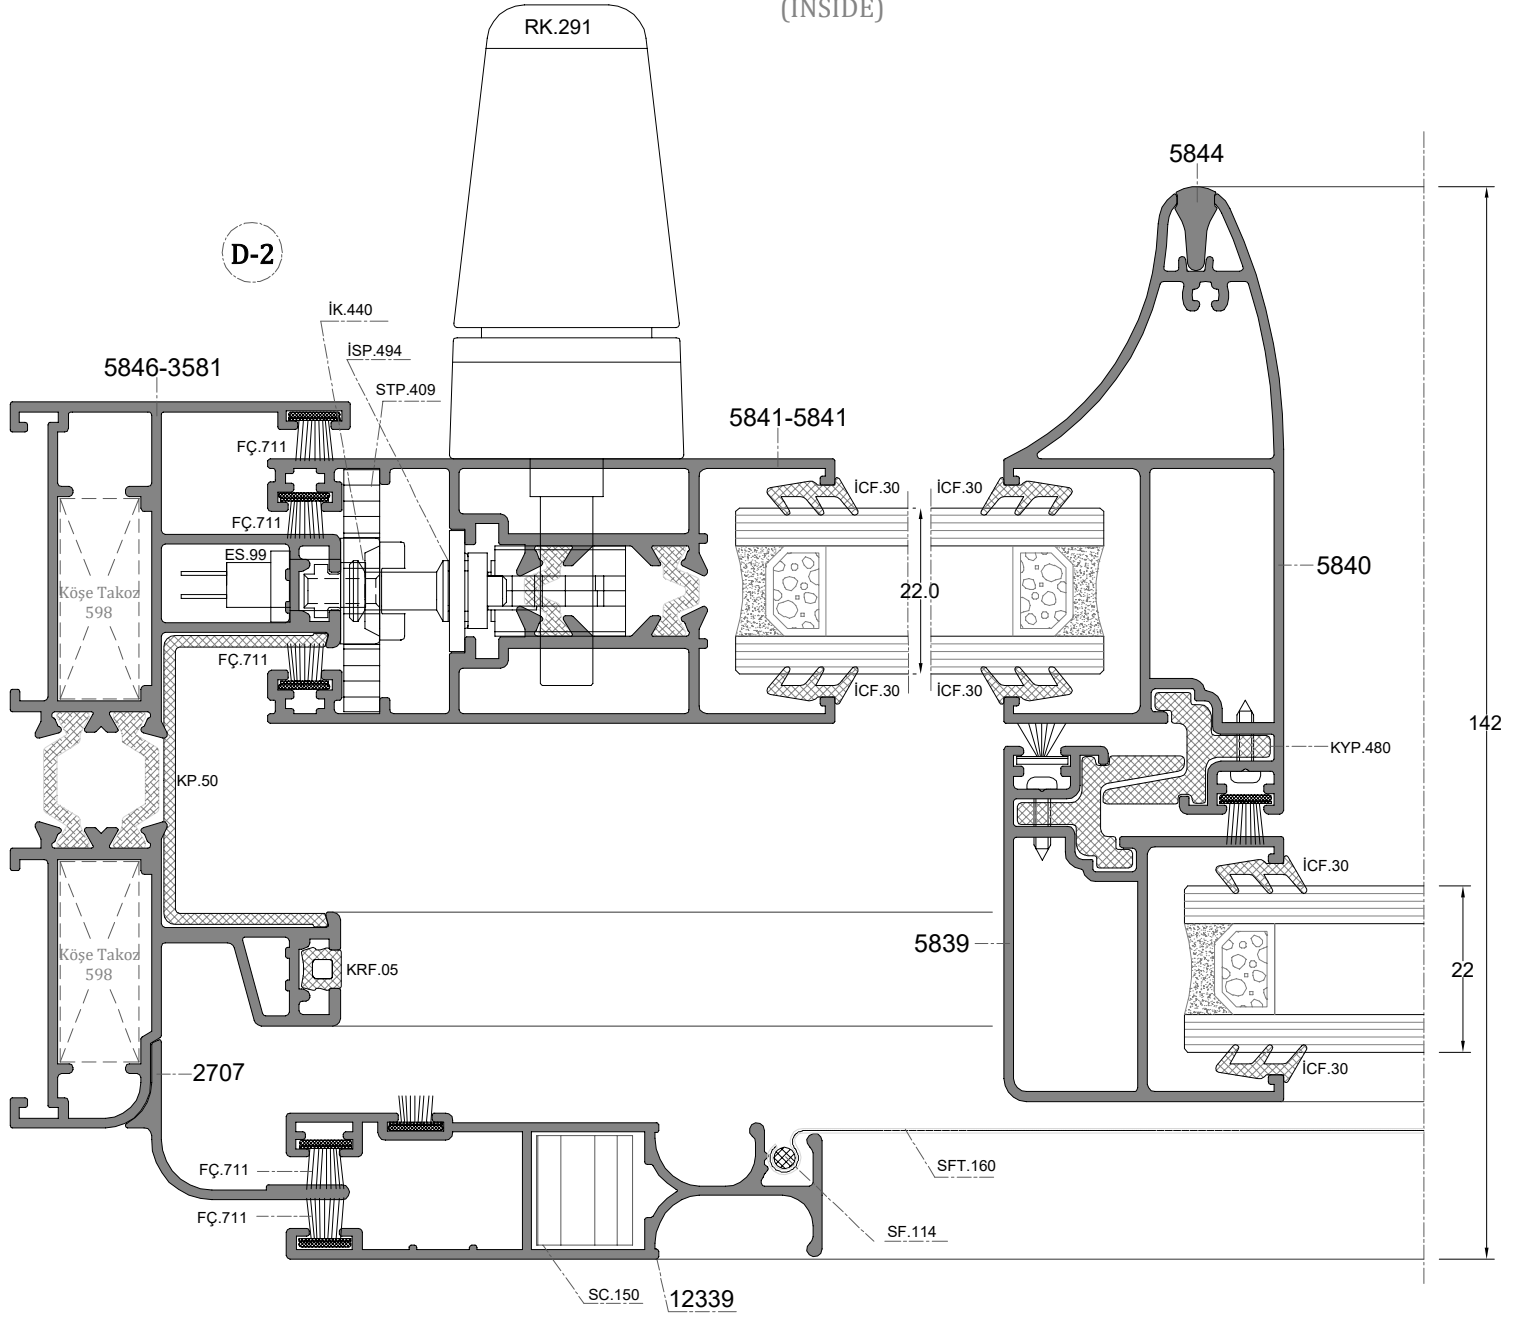 (INSIDE)
RK.291
5844
D-2
İK.440
İSP.494
5846-3581
STP.409
5841-5841
FÇ.711
İCF.30
İCF.30
FÇ.711
ES.99
5840
Köşe Takoz
598
22.0
FÇ.711
İCF.30
İCF.30
142
KYP.480
KP.50
İCF.30
5839
Köşe Takoz
598
KRF.05
22
2707
İCF.30
FÇ.711
SFT.160
FÇ.711
SF.114
SC.150
12339